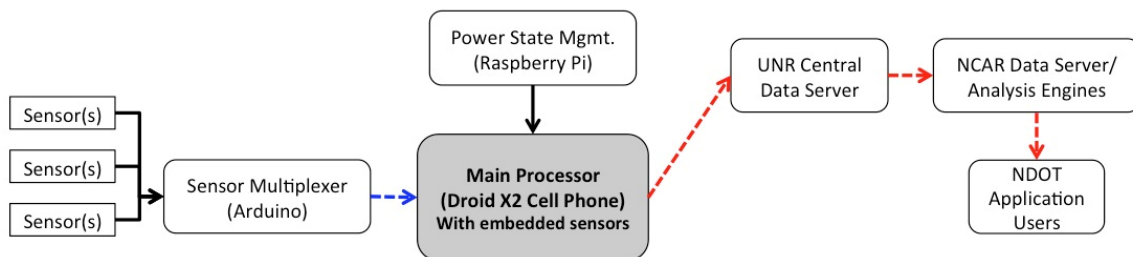 Sensor(s)
Sensor(s)
Sensor(s)
Sensor Multiplexer
(Arduino)
Power State Mgmt.
(Raspberry Pi)
Main Processor
(Droid X2 Cell Phone)
With embedded sensors
UNR Central
Data Server
NCAR Data Server/
Analysis Engines
NDOT
Application
Users